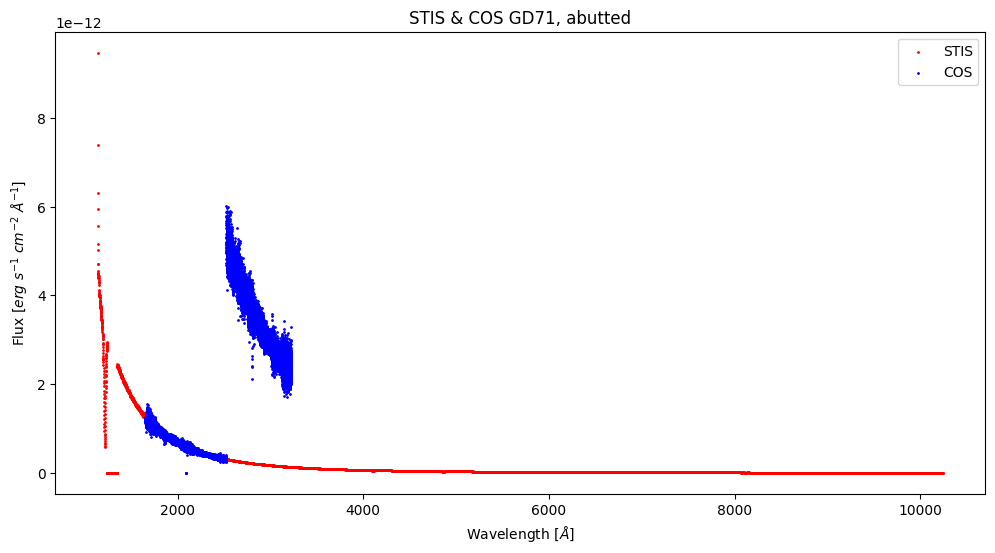 STIS & COS GD71, abutted
1e−12
STIS
COS
8
6
4
2
0
Flux [erg s⁻¹ cm⁻² Å⁻¹]
2000 4000 6000 8000 10000
Wavelength [Å]